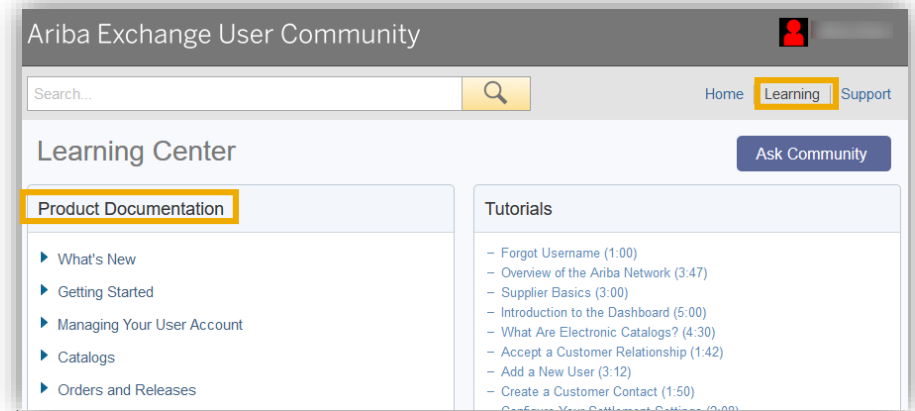 Ariba Exchange User Community
Search...
Home Learning Support
Learning Center
Ask Community
Product Documentation
What's New
Getting Started
Managing Your User Account
Catalogs
Orders and Releases
Tutorials
– Forgot Username (1:00)
– Overview of the Ariba Network (3:47)
– Supplier Basics (3:00)
– Introduction to the Dashboard (5:00)
– What Are Electronic Catalogs? (4:30)
– Accept a Customer Relationship (1:42)
– Add a New User (3:12)
– Create a Customer Contact (1:50)